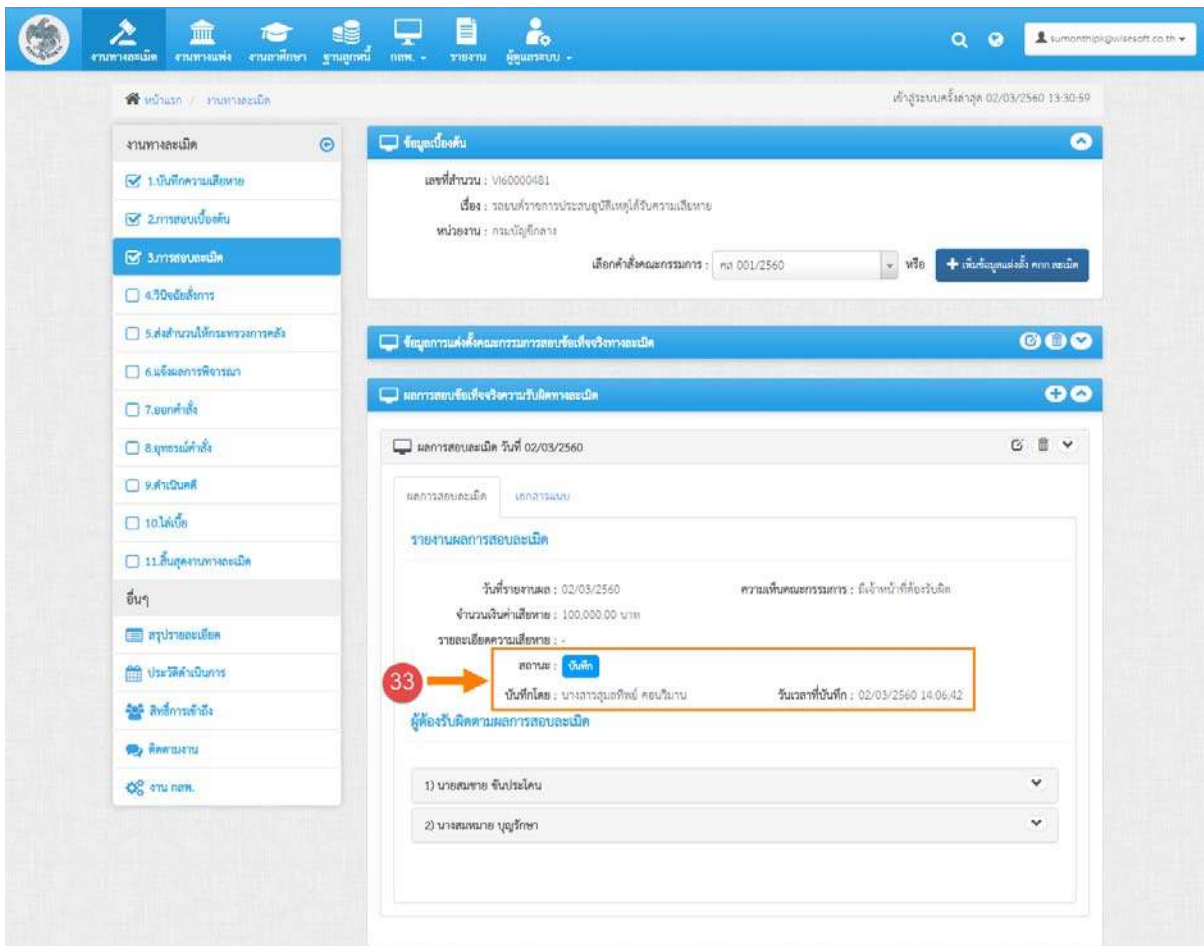 งานทางละเมิด งานทางแพ่ง งานลาศึกษา ฐานลูกหนี้ กสพ. รายงาน ผู้ดูแลระบบ sumonthipk@wisesoft.co.th
หน้าแรก / งานทางละเมิด เข้าสู่ระบบครั้งล่าสุด 02/03/2560 13:30:59
งานทางละเมิด
1.บันทึกความเสียหาย
2.การสอบเบื้องต้น
3.การสอบละเมิด
4.วินิจฉัยสั่งการ
5.ส่งสำนวนให้กระทรวงการคลัง
6.แจ้งผลการพิจารณา
7.ออกคำสั่ง
8.อุทธรณ์คำสั่ง
9.ดำเนินคดี
10.ไล่เบี้ย
11.สิ้นสุดงานทางละเมิด
อื่นๆ
สรุปรายละเอียด
ประวัติดำเนินการ
สิทธิ์การเข้าถึง
ติดตามงาน
งาน กสพ.
ข้อมูลเบื้องต้น
เลขที่สำนวน : VI60000481
เรื่อง : รถยนต์ราชการประสบอุบัติเหตุได้รับความเสียหาย
หน่วยงาน : กรมบัญชีกลาง
เลือกคำสั่งคณะกรรมการ : คส 001/2560 หรือ เพิ่มข้อมูลแต่งตั้ง คกก.ละเมิด
ข้อมูลการแต่งตั้งคณะกรรมการสอบข้อเท็จจริงทางละเมิด
ผลการสอบข้อเท็จจริงความรับผิดทางละเมิด
ผลการสอบละเมิด วันที่ 02/03/2560
ผลการสอบละเมิด เอกสารแนบ
รายงานผลการสอบละเมิด
วันที่รายงานผล : 02/03/2560 ความเห็นคณะกรรมการ : มีเจ้าหน้าที่ต้องรับผิด
จำนวนเงินค่าเสียหาย : 100,000.00 บาท
รายละเอียดความเสียหาย : -
สถานะ : บันทึก
33
บันทึกโดย : นางสาวสุมลทิพย์ คอนวิมาน วันเวลาที่บันทึก : 02/03/2560 14:06:42
ผู้ต้องรับผิดตามผลการสอบละเมิด
1) นายสมชาย ขันประโคน
2) นางสมหมาย บุญรักษา